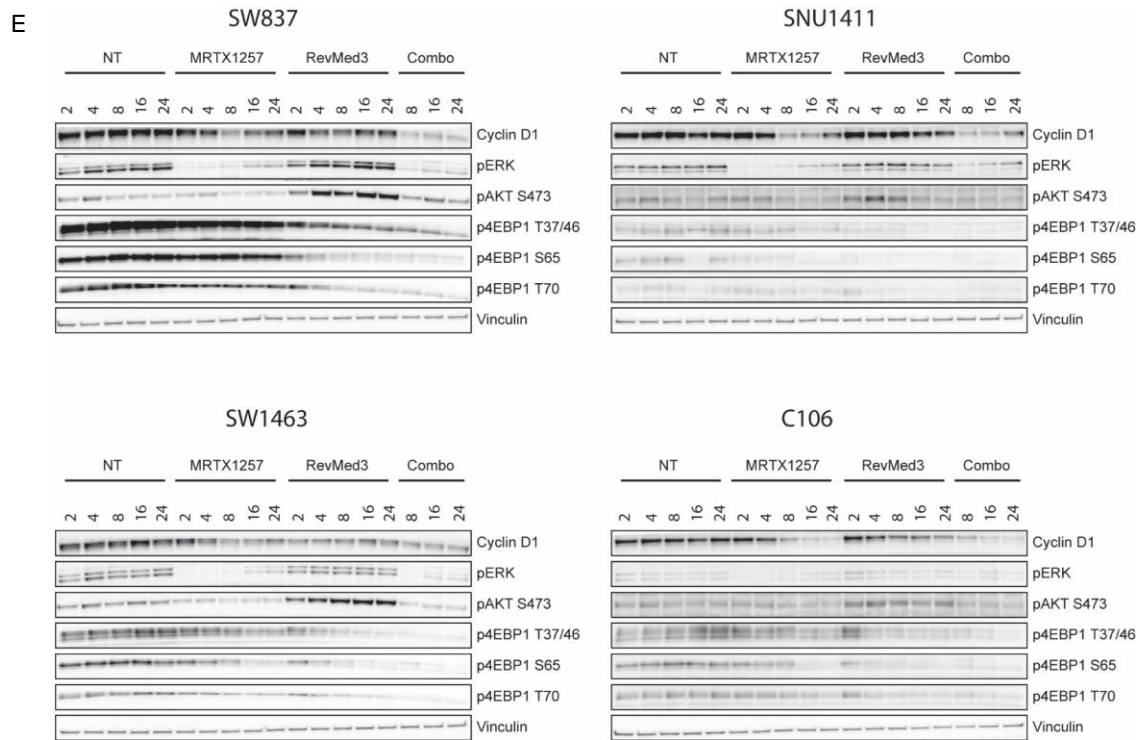 E
SW837
NT MRTX1257 RevMed3 Combo
2 4 8 16 24 2 4 8 16 24 2 4 8 16 24 8 16 24
Cyclin D1
pERK
pAKT S473
p4EBP1 T37/46
p4EBP1 S65
p4EBP1 T70
Vinculin
SNU1411
NT MRTX1257 RevMed3 Combo
2 4 8 16 24 2 4 8 16 24 2 4 8 16 24 8 16 24
Cyclin D1
pERK
pAKT S473
p4EBP1 T37/46
p4EBP1 S65
p4EBP1 T70
Vinculin
SW1463
NT MRTX1257 RevMed3 Combo
2 4 8 16 24 2 4 8 16 24 2 4 8 16 24 8 16 24
Cyclin D1
pERK
pAKT S473
p4EBP1 T37/46
p4EBP1 S65
p4EBP1 T70
Vinculin
C106
NT MRTX1257 RevMed3 Combo
2 4 8 16 24 2 4 8 16 24 2 4 8 16 24 8 16 24
Cyclin D1
pERK
pAKT S473
p4EBP1 T37/46
p4EBP1 S65
p4EBP1 T70
Vinculin